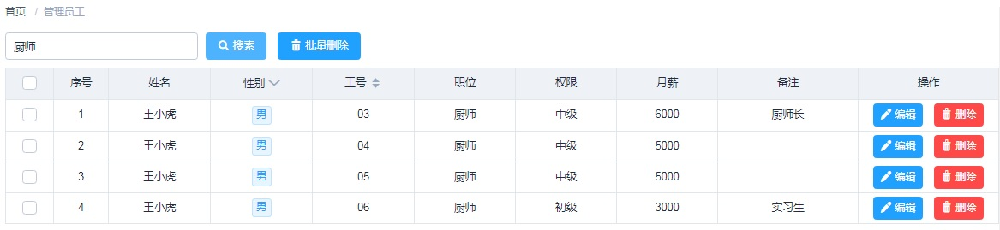 首页 / 管理员工
厨师 搜索 批量删除
序号 姓名 性别 工号 职位 权限 月薪 备注 操作
1 王小虎 男 03 厨师 中级 6000 厨师长 编辑 删除
2 王小虎 男 04 厨师 中级 5000 编辑 删除
3 王小虎 男 05 厨师 中级 5000 编辑 删除
4 王小虎 男 06 厨师 初级 3000 实习生 编辑 删除